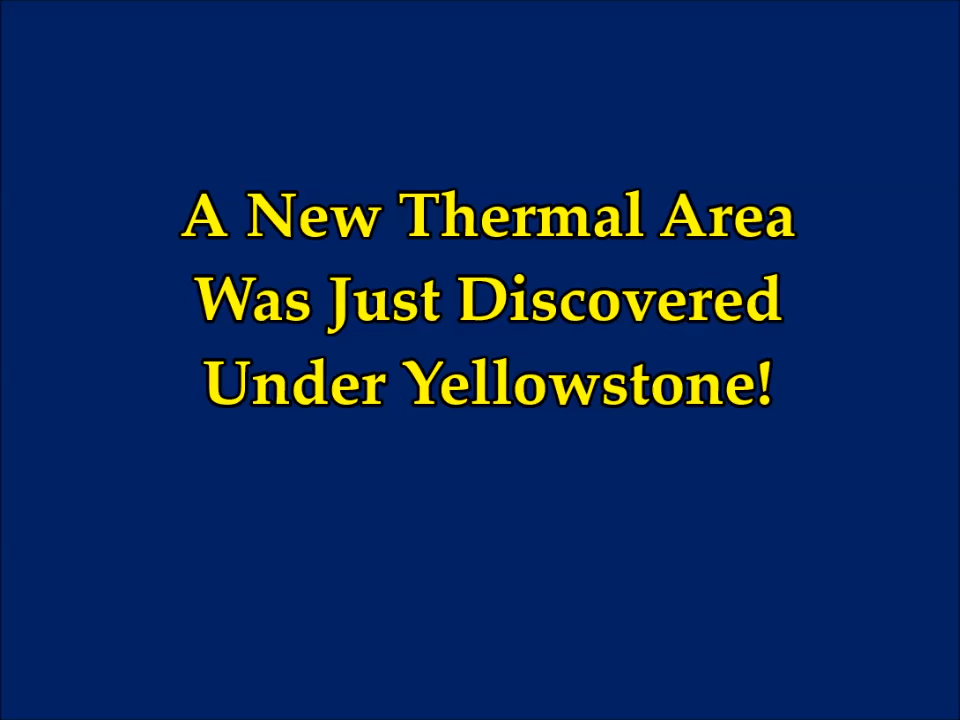 A New Thermal Area
Was Just Discovered
Under Yellowstone!